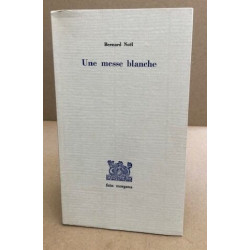 Bernard Noël
Une messe blanche
fata morgana